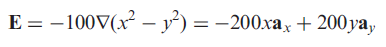 E = −100∇(x² − y²) = −200xaₓ + 200yaᵧ